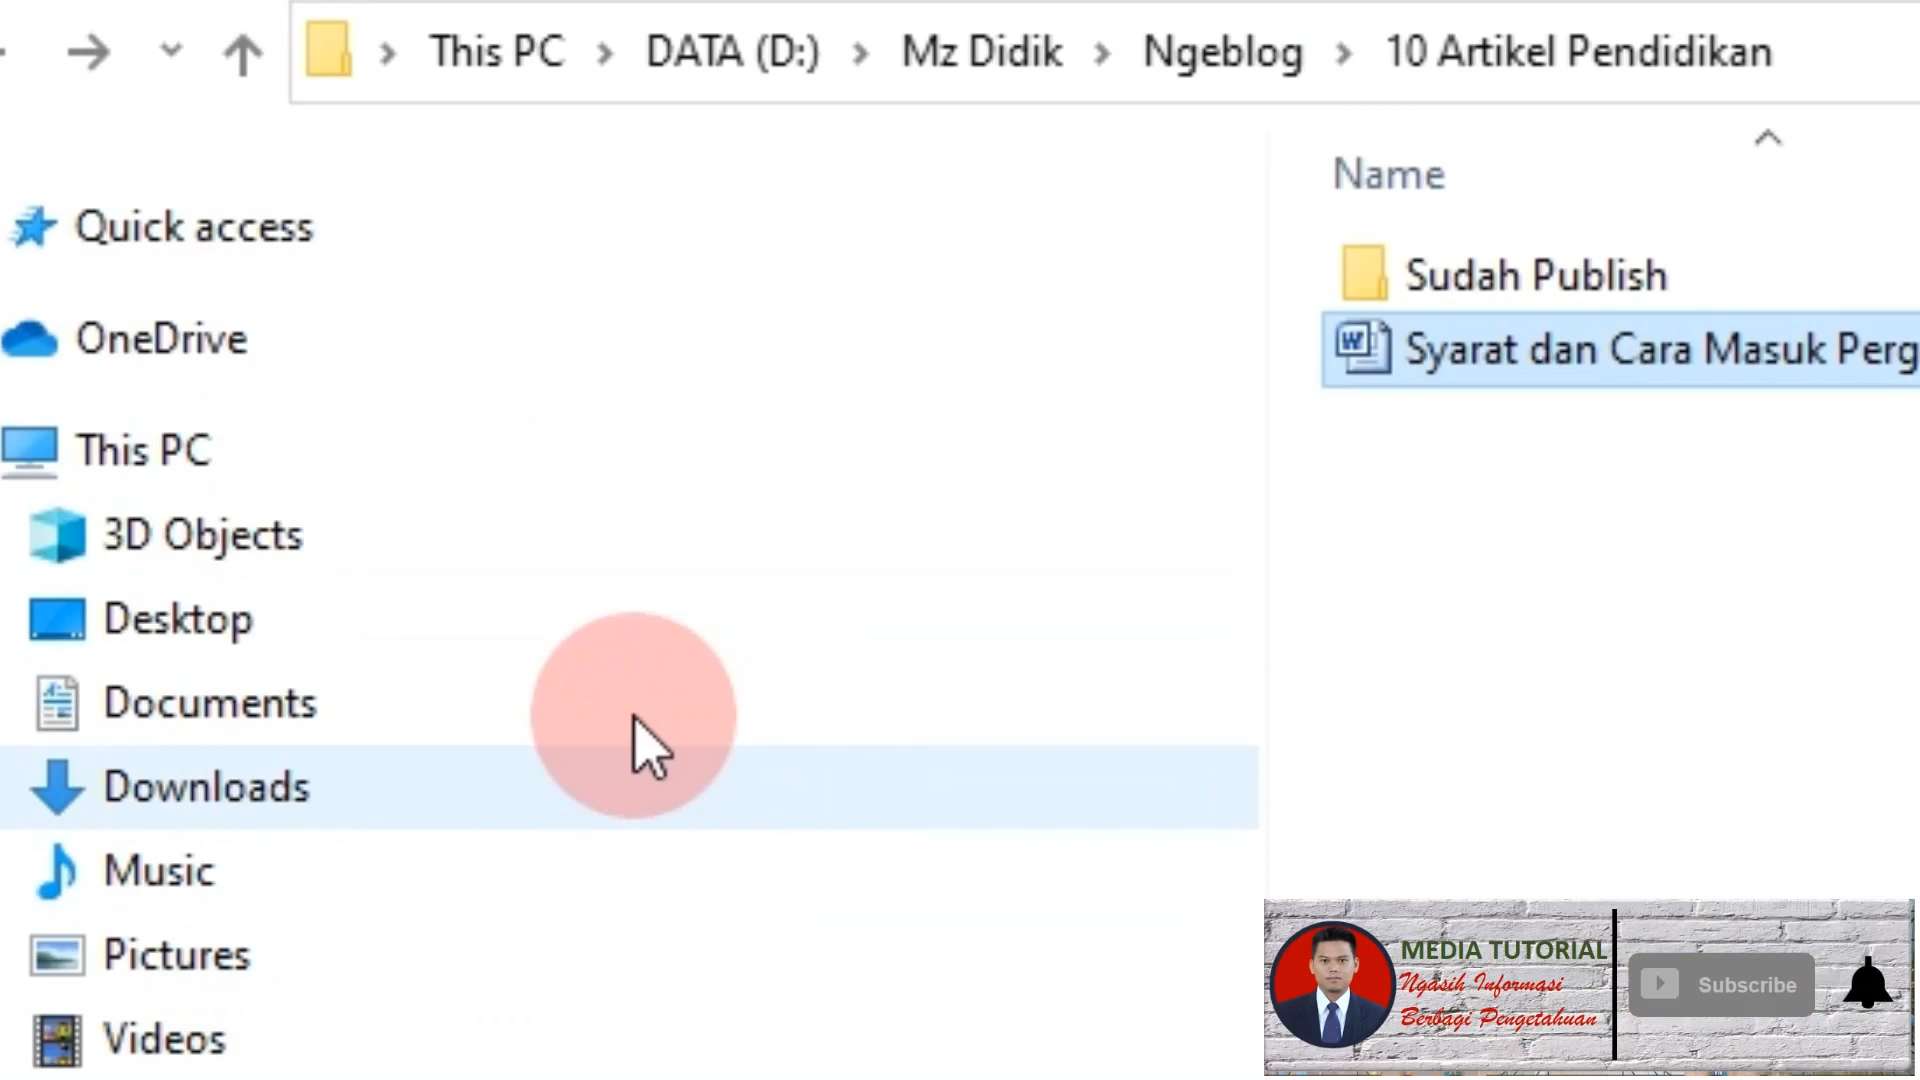 This PC > DATA (D:) > Mz Didik > Ngeblog > 10 Artikel Pendidikan
Name
Quick access
OneDrive
This PC
3D Objects
Desktop
Documents
Downloads
Music
Pictures
Videos
Sudah Publish
Syarat dan Cara Masuk Perg
MEDIA TUTORIAL
Ngasih Informasi
Berbagi Pengetahuan
Subscribe